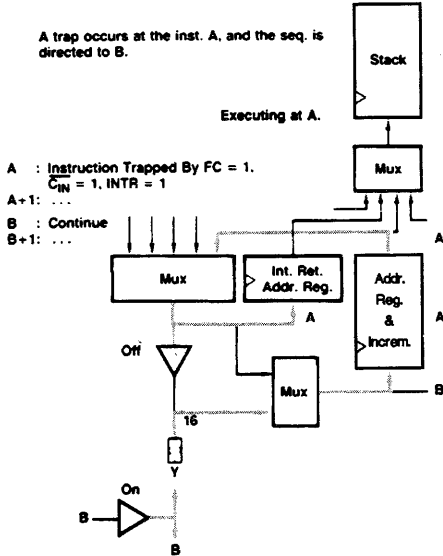 A trap occurs at the inst. A, and the seq. is
directed to B.
Stack
Executing at A.
Mux
A : Instruction Trapped By FC = 1,
C̅I̅N̅ = 1, INTR = 1
A+1: ...
B : Continue
B+1: ...
A
Mux
Int. Ret.
Addr. Reg.
Addr.
Reg.
&
Increm.
A
A
Off
Mux
B
16
Y
On
B
B